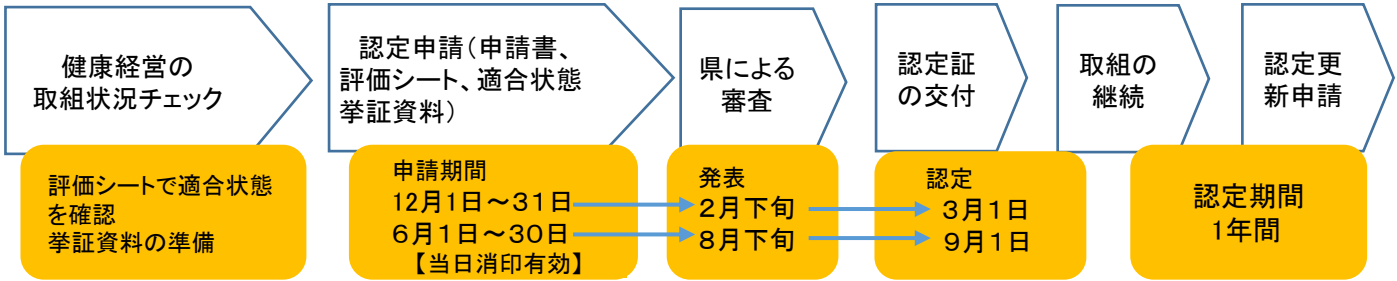 健康経営の
取組状況チェック
認定申請（申請書、
評価シート、適合状態
挙証資料）
県による
審査
認定証
の交付
取組の
継続
認定更
新申請
評価シートで適合状態
を確認
挙証資料の準備
申請期間
12月1日～31日
6月1日～30日
【当日消印有効】
発表
2月下旬
8月下旬
認定
3月1日
9月1日
認定期間
1年間